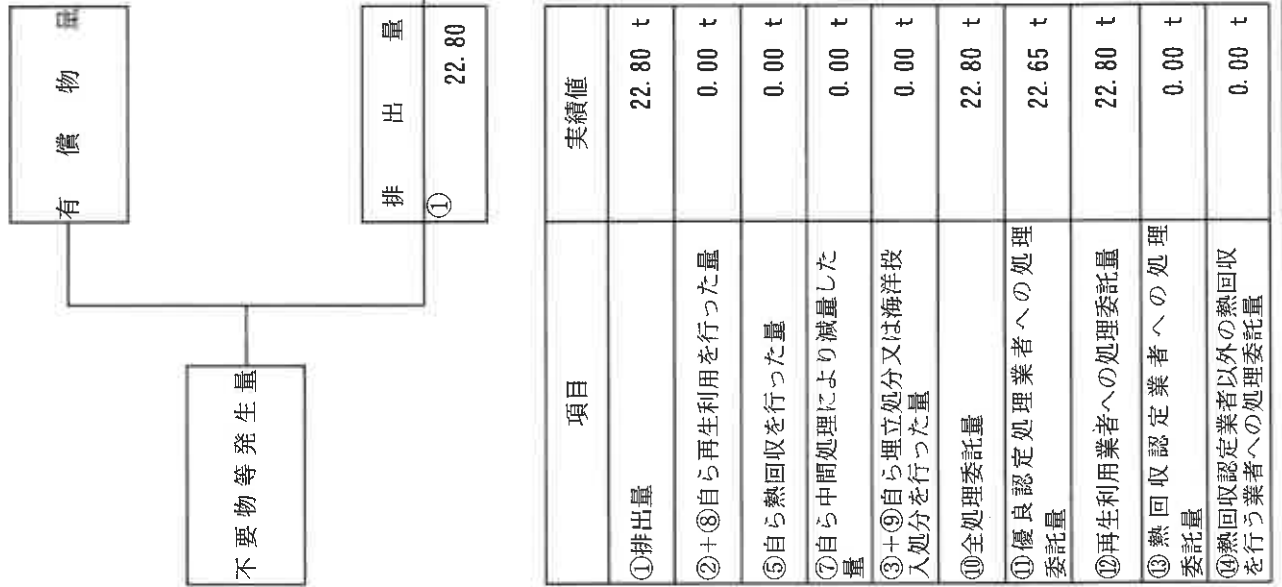 有償物量
不要物等発生量
排出量
①
22.80
項目 実績値
①排出量 22.80 t
②+⑧自ら再生利用を行った量 0.00 t
⑤自ら熱回収を行った量 0.00 t
⑦自ら中間処理により減量した
量 0.00 t
③+⑨自ら埋立処分又は海洋投
入処分を行った量 0.00 t
⑩全処理委託量 22.80 t
⑪優良認定処理業者への処理
委託量 22.65 t
⑫再生利用業者への処理委託量 22.80 t
⑬熱回収認定業者への処理
委託量 0.00 t
⑭熱回収認定業者以外の熱回収
を行う業者への処理委託量 0.00 t